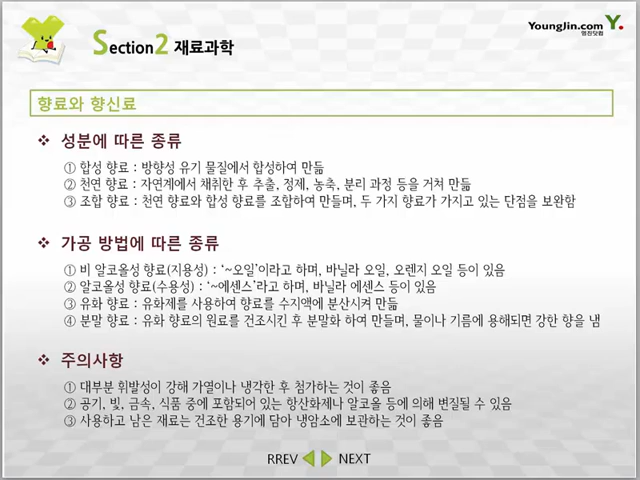 YoungJin.com Y.
영진닷컴
Section2 재료과학
향료와 향신료
❖ 성분에 따른 종류
① 합성 향료 : 방향성 유기 물질에서 합성하여 만듦
② 천연 향료 : 자연계에서 채취한 후 추출, 정제, 농축, 분리 과정 등을 거쳐 만듦
③ 조합 향료 : 천연 향료와 합성 향료를 조합하여 만들며, 두 가지 향료가 가지고 있는 단점을 보완함
❖ 가공 방법에 따른 종류
① 비 알코올성 향료(지용성) : ‘~오일’이라고 하며, 바닐라 오일, 오렌지 오일 등이 있음
② 알코올성 향료(수용성) : ‘~에센스’라고 하며, 바닐라 에센스 등이 있음
③ 유화 향료 : 유화제를 사용하여 향료를 수지액에 분산시켜 만듦
④ 분말 향료 : 유화 향료의 원료를 건조시킨 후 분말화 하여 만들며, 물이나 기름에 용해되면 강한 향을 냄
❖ 주의사항
① 대부분 휘발성이 강해 가열이나 냉각한 후 첨가하는 것이 좋음
② 공기, 빛, 금속, 식품 중에 포함되어 있는 항산화제나 알코올 등에 의해 변질될 수 있음
③ 사용하고 남은 재료는 건조한 용기에 담아 냉암소에 보관하는 것이 좋음
RREV NEXT